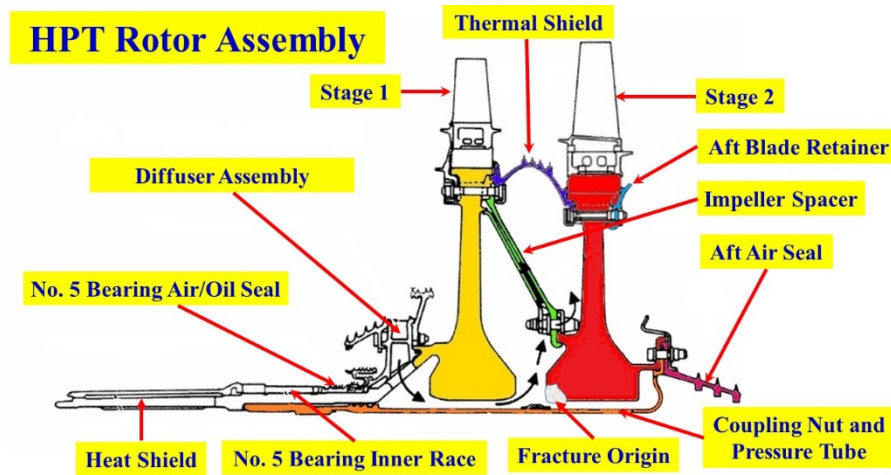 HPT Rotor Assembly
Thermal Shield
Stage 1
Stage 2
Aft Blade Retainer
Diffuser Assembly
Impeller Spacer
Aft Air Seal
No. 5 Bearing Air/Oil Seal
Coupling Nut and
Pressure Tube
Heat Shield
No. 5 Bearing Inner Race
Fracture Origin